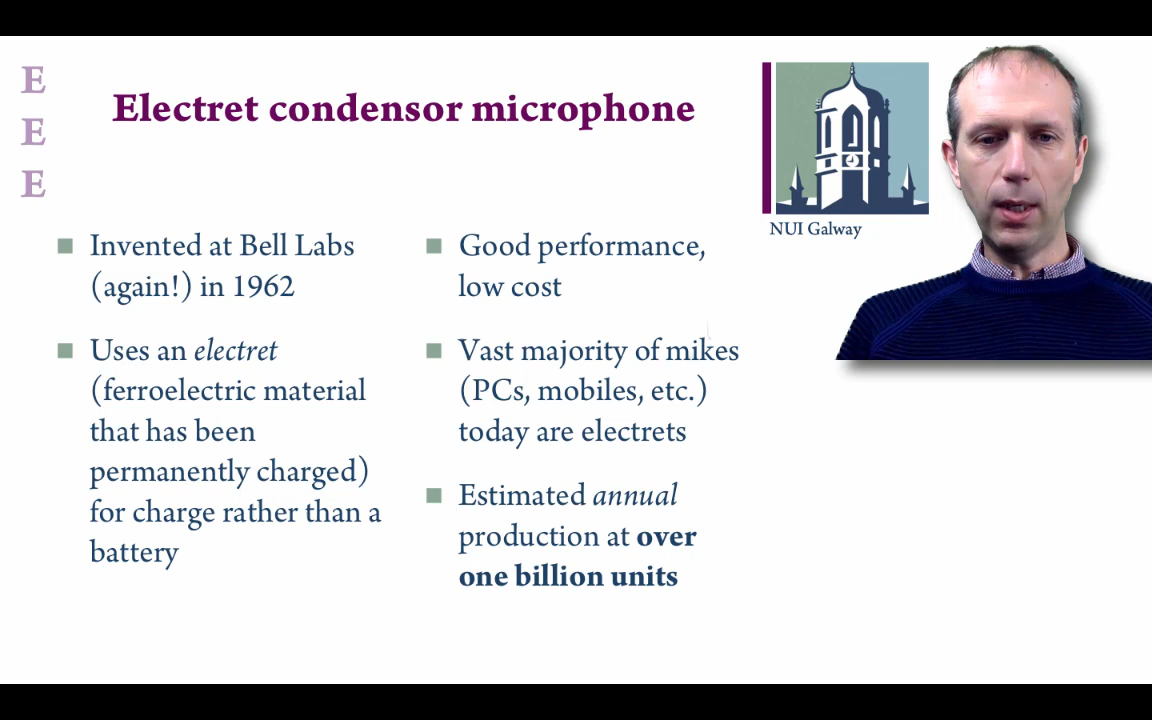 E
E
E
Electret condensor microphone
NUI Galway
Invented at Bell Labs
(again!) in 1962
Uses an electret
(ferroelectric material
that has been
permanently charged)
for charge rather than a
battery
Good performance,
low cost
Vast majority of mikes
(PCs, mobiles, etc.)
today are electrets
Estimated annual
production at over
one billion units